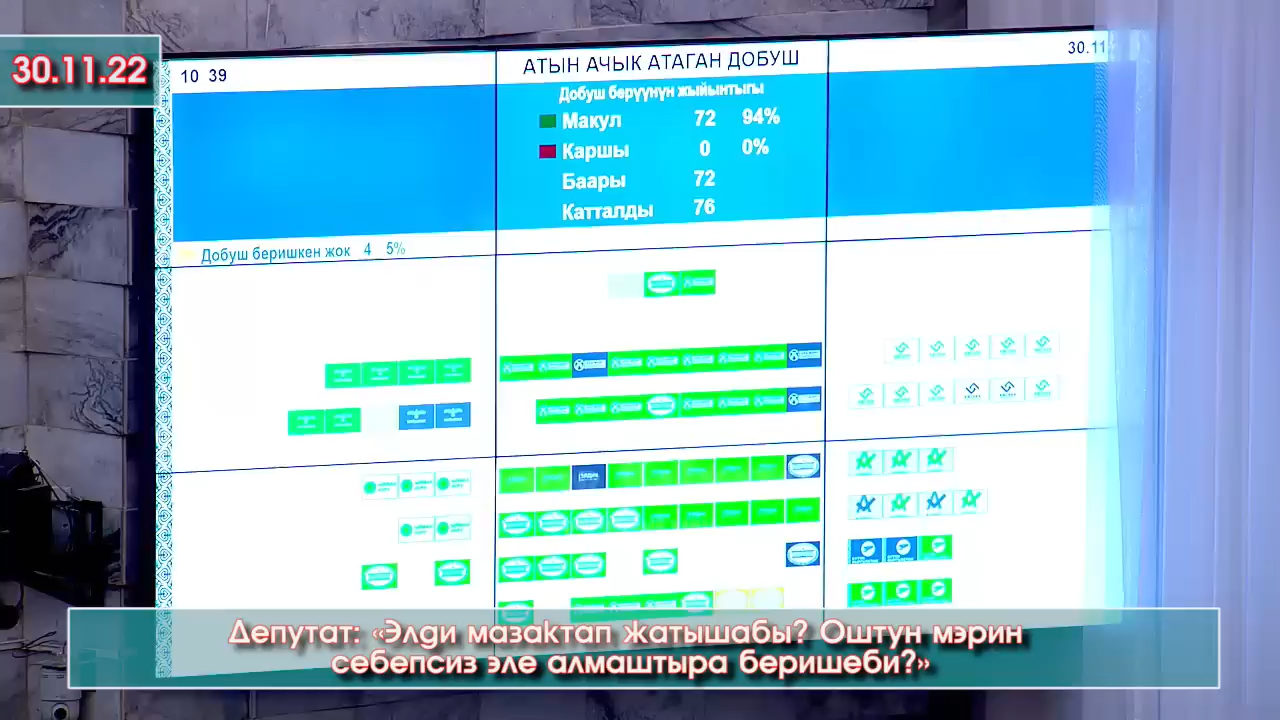 30.11.22
10 39
АТЫН АЧЫК АТАГАН ДОБУШ
30.11
Добуш берүүнүн жыйынтыгы
Макул 72 94%
Каршы 0 0%
Баары 72
Катталды 76
Добуш беришкен жок 4 5%
Депутат: «Элди мазактап жатышабы? Оштун мэрин
себепсиз эле алмаштыра беришеби?»